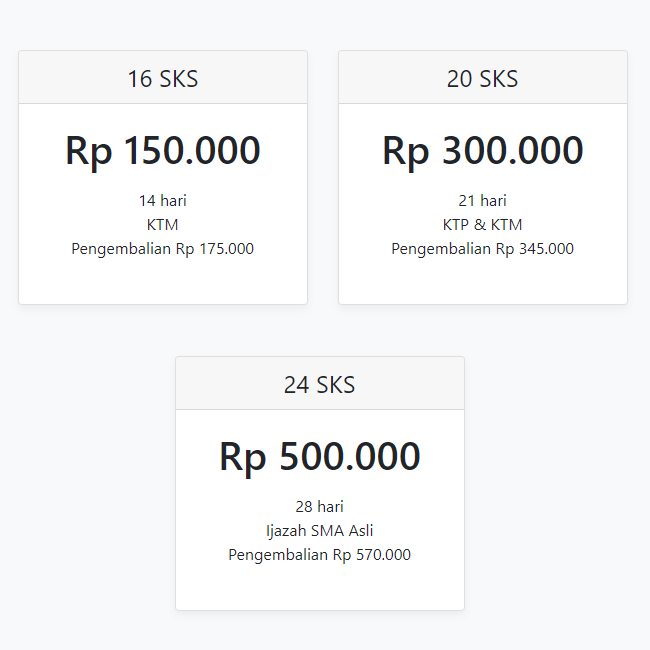 16 SKS
Rp 150.000
14 hari
KTM
Pengembalian Rp 175.000
20 SKS
Rp 300.000
21 hari
KTP & KTM
Pengembalian Rp 345.000
24 SKS
Rp 500.000
28 hari
Ijazah SMA Asli
Pengembalian Rp 570.000